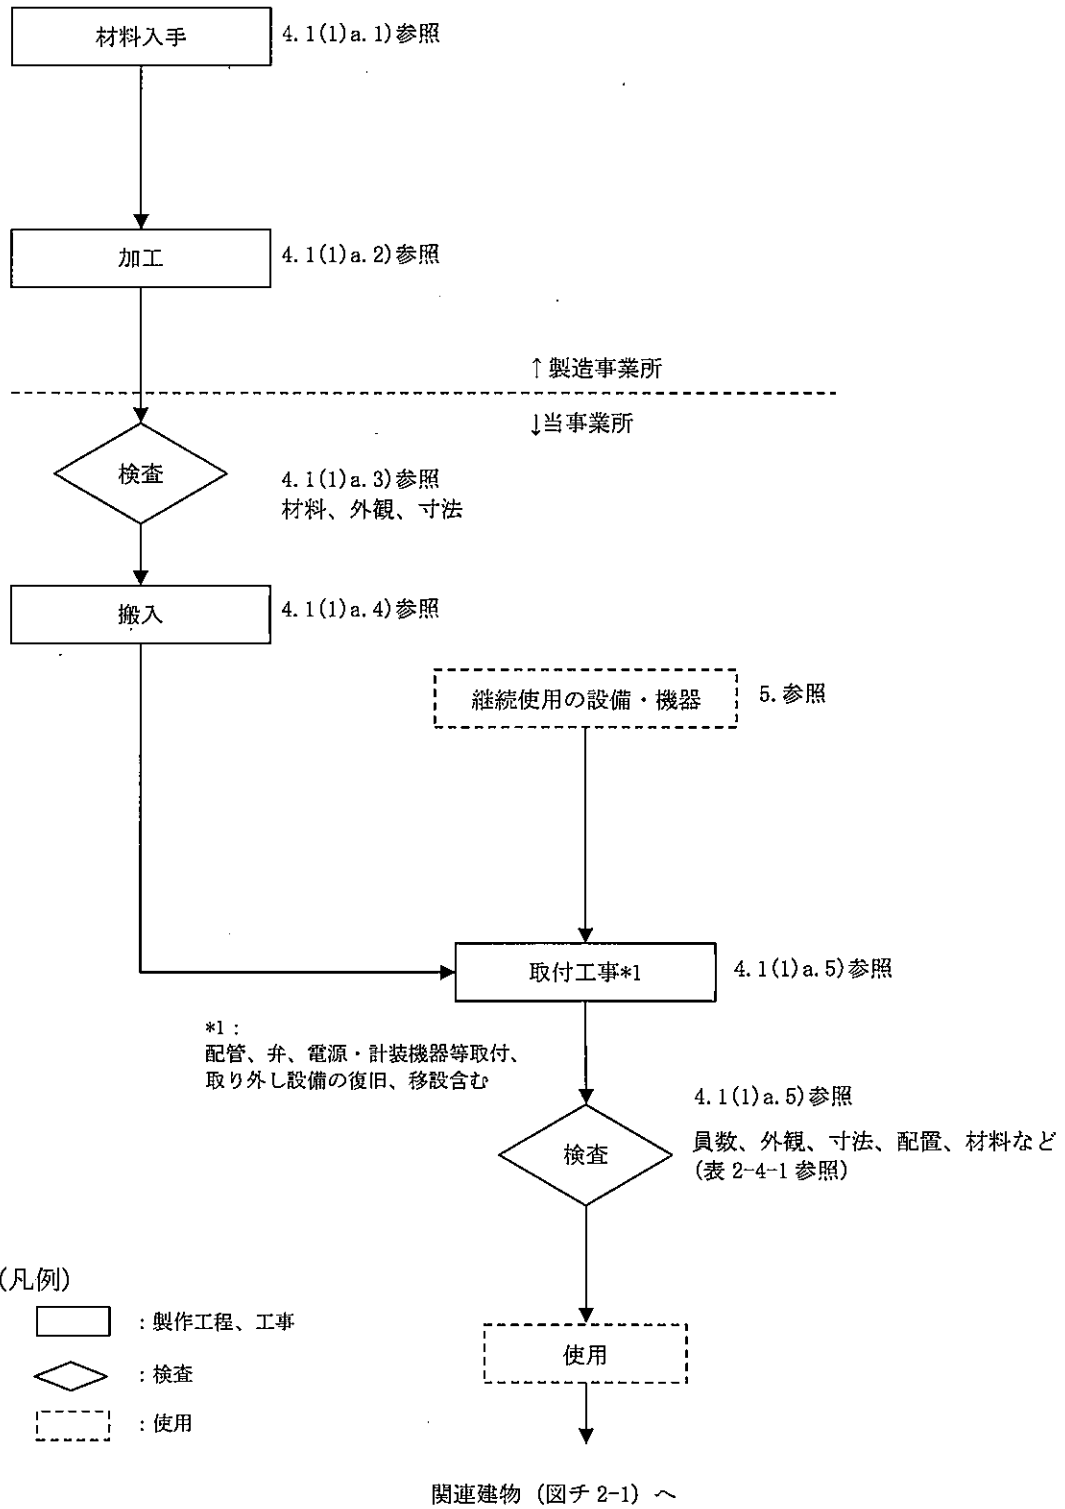 材料入手
4.1(1)a.1)参照
加工
4.1(1)a.2)参照
↑製造事業所
↓当事業所
検査
4.1(1)a.3)参照
材料、外観、寸法
搬入
4.1(1)a.4)参照
継続使用の設備・機器
5.参照
取付工事*1
4.1(1)a.5)参照
*1:
配管、弁、電源・計装機器等取付、
取り外し設備の復旧、移設含む
4.1(1)a.5)参照
検査
員数、外観、寸法、配置、材料など
(表 2-4-1 参照)
(凡例)
:製作工程、工事
:検査
:使用
使用
関連建物（図チ 2-1）へ